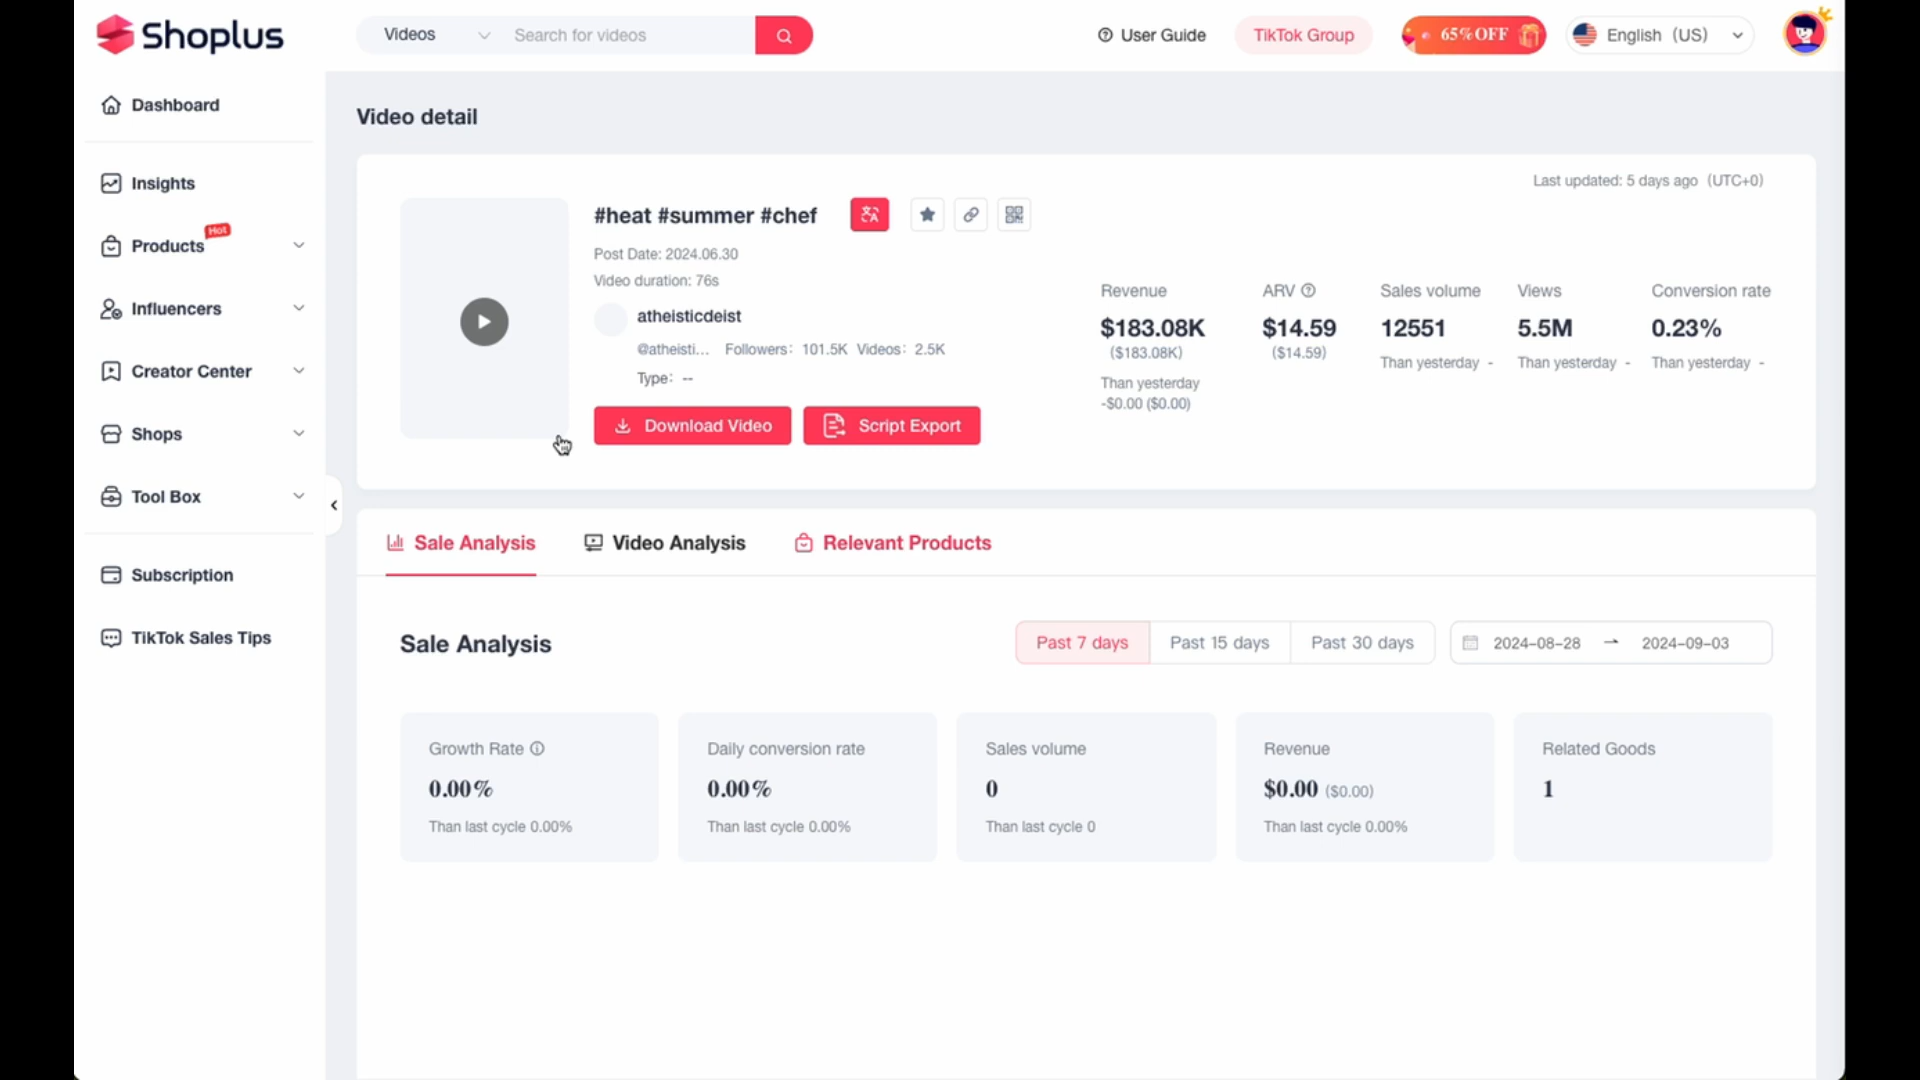 Shoplus
Videos
Search for videos
User Guide
TikTok Group
65%OFF
English (US)
Dashboard
Insights
Products
Hot
Influencers
Creator Center
Shops
Tool Box
Subscription
TikTok Sales Tips
Video detail
Last updated: 5 days ago (UTC+0)
#heat #summer #chef
Post Date: 2024.06.30
Video duration: 76s
atheisticdeist
@atheisti... Followers: 101.5K Videos: 2.5K
Type: --
Download Video
Script Export
Revenue
$183.08K
($183.08K)
Than yesterday
-$0.00 ($0.00)
ARV
$14.59
($14.59)
Sales volume
12551
Than yesterday -
Views
5.5M
Than yesterday -
Conversion rate
0.23%
Than yesterday -
Sale Analysis
Video Analysis
Relevant Products
Sale Analysis
Past 7 days
Past 15 days
Past 30 days
2024-08-28 → 2024-09-03
Growth Rate
0.00%
Than last cycle 0.00%
Daily conversion rate
0.00%
Than last cycle 0.00%
Sales volume
0
Than last cycle 0
Revenue
$0.00 ($0.00)
Than last cycle 0.00%
Related Goods
1